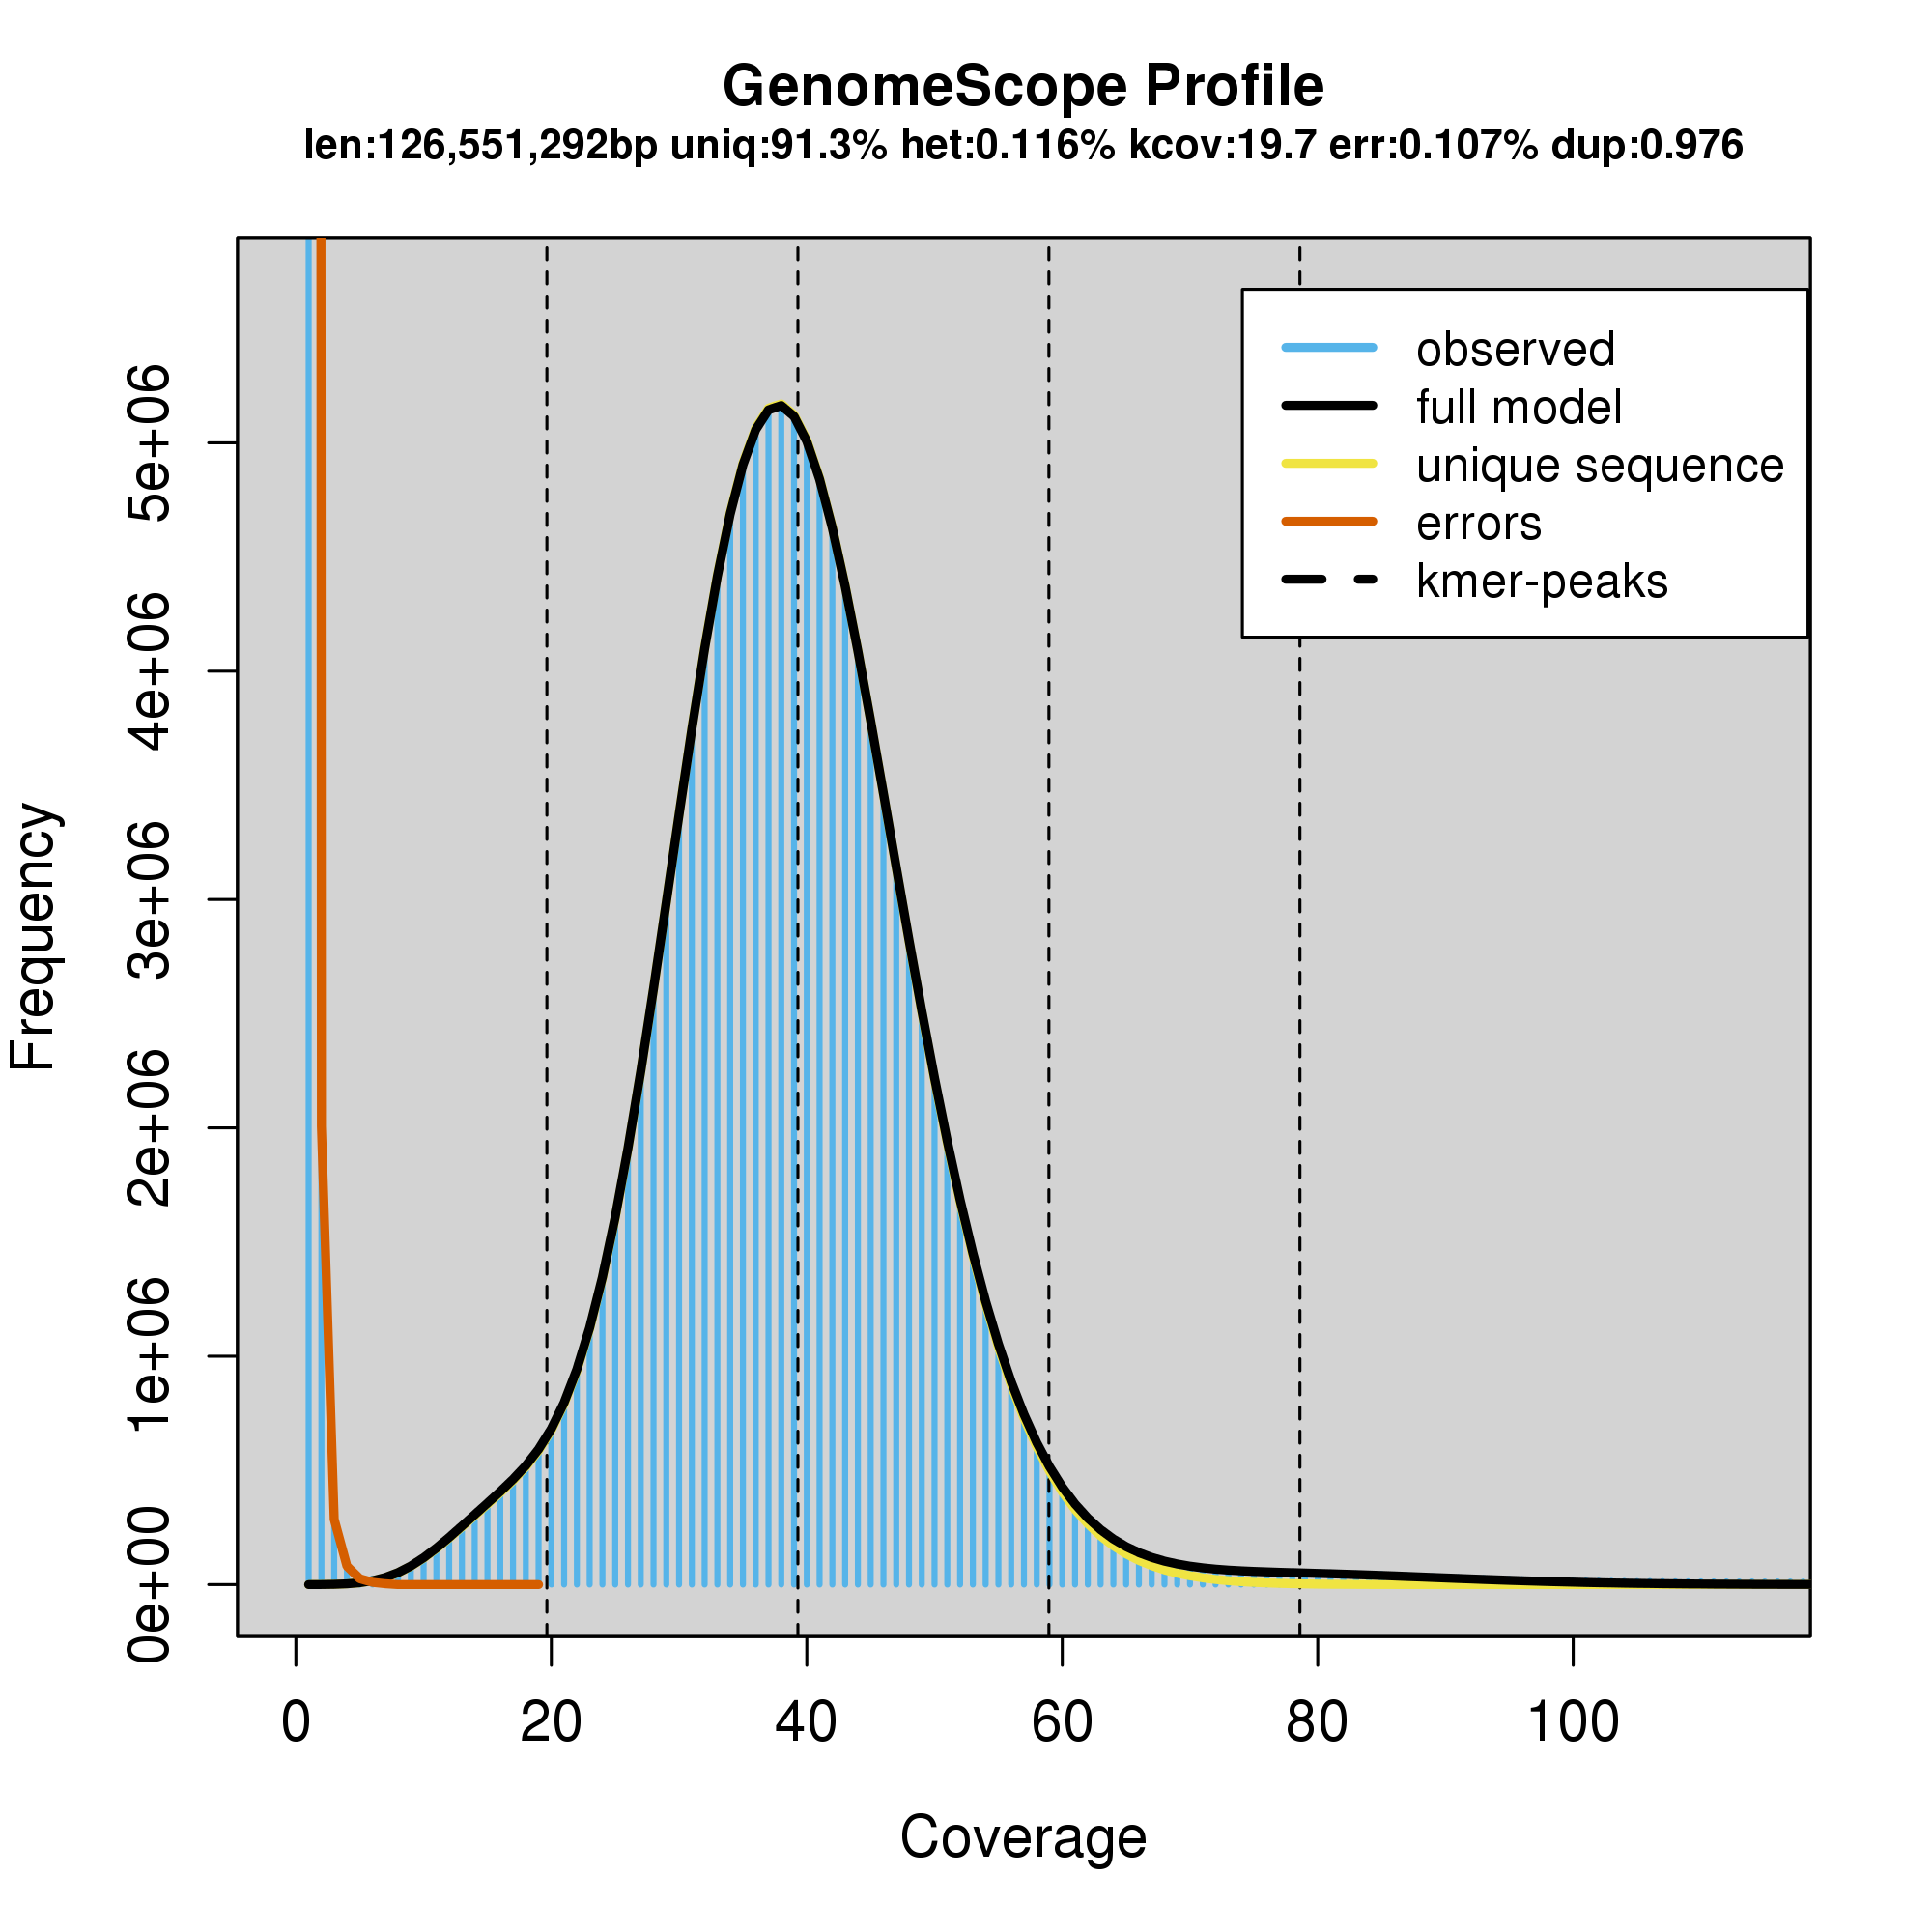 GenomeScope Profile
len:126,551,292bp uniq:91.3% het:0.116% kcov:19.7 err:0.107% dup:0.976
observed
full model
unique sequence
errors
kmer-peaks
Frequency
5e+06
4e+06
3e+06
2e+06
1e+06
0e+00
0 20 40 60 80 100
Coverage